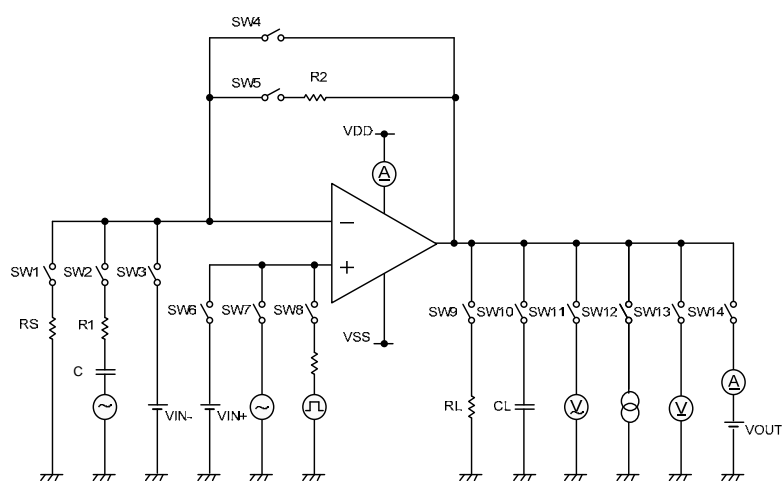 SW4
SW5
R2
VDD
A
−
+
SW1
SW2
SW3
SW6
SW7
SW8
SW9
SW10
SW11
SW12
SW13
SW14
VSS
RS
R1
C
VIN-
VIN+
RL
CL
V
V
A
VOUT